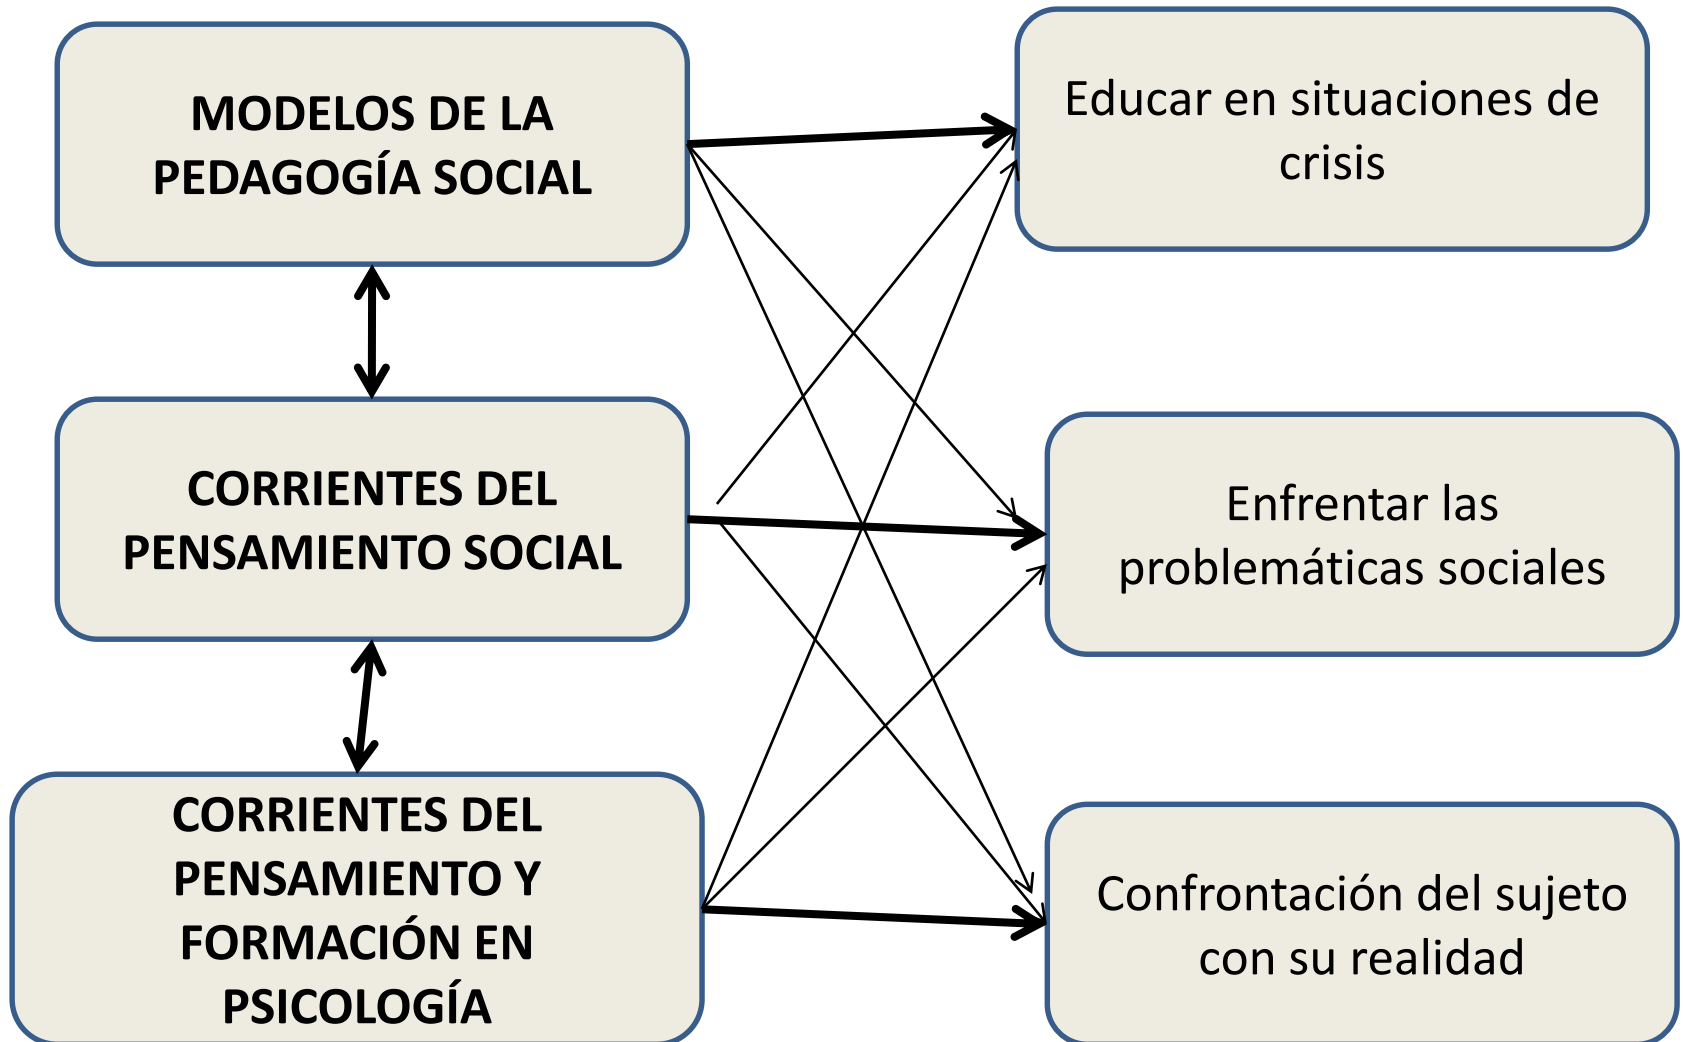 MODELOS DE LA
PEDAGOGÍA SOCIAL
Educar en situaciones de
crisis
CORRIENTES DEL
PENSAMIENTO SOCIAL
Enfrentar las
problemáticas sociales
CORRIENTES DEL
PENSAMIENTO Y
FORMACIÓN EN
PSICOLOGÍA
Confrontación del sujeto
con su realidad